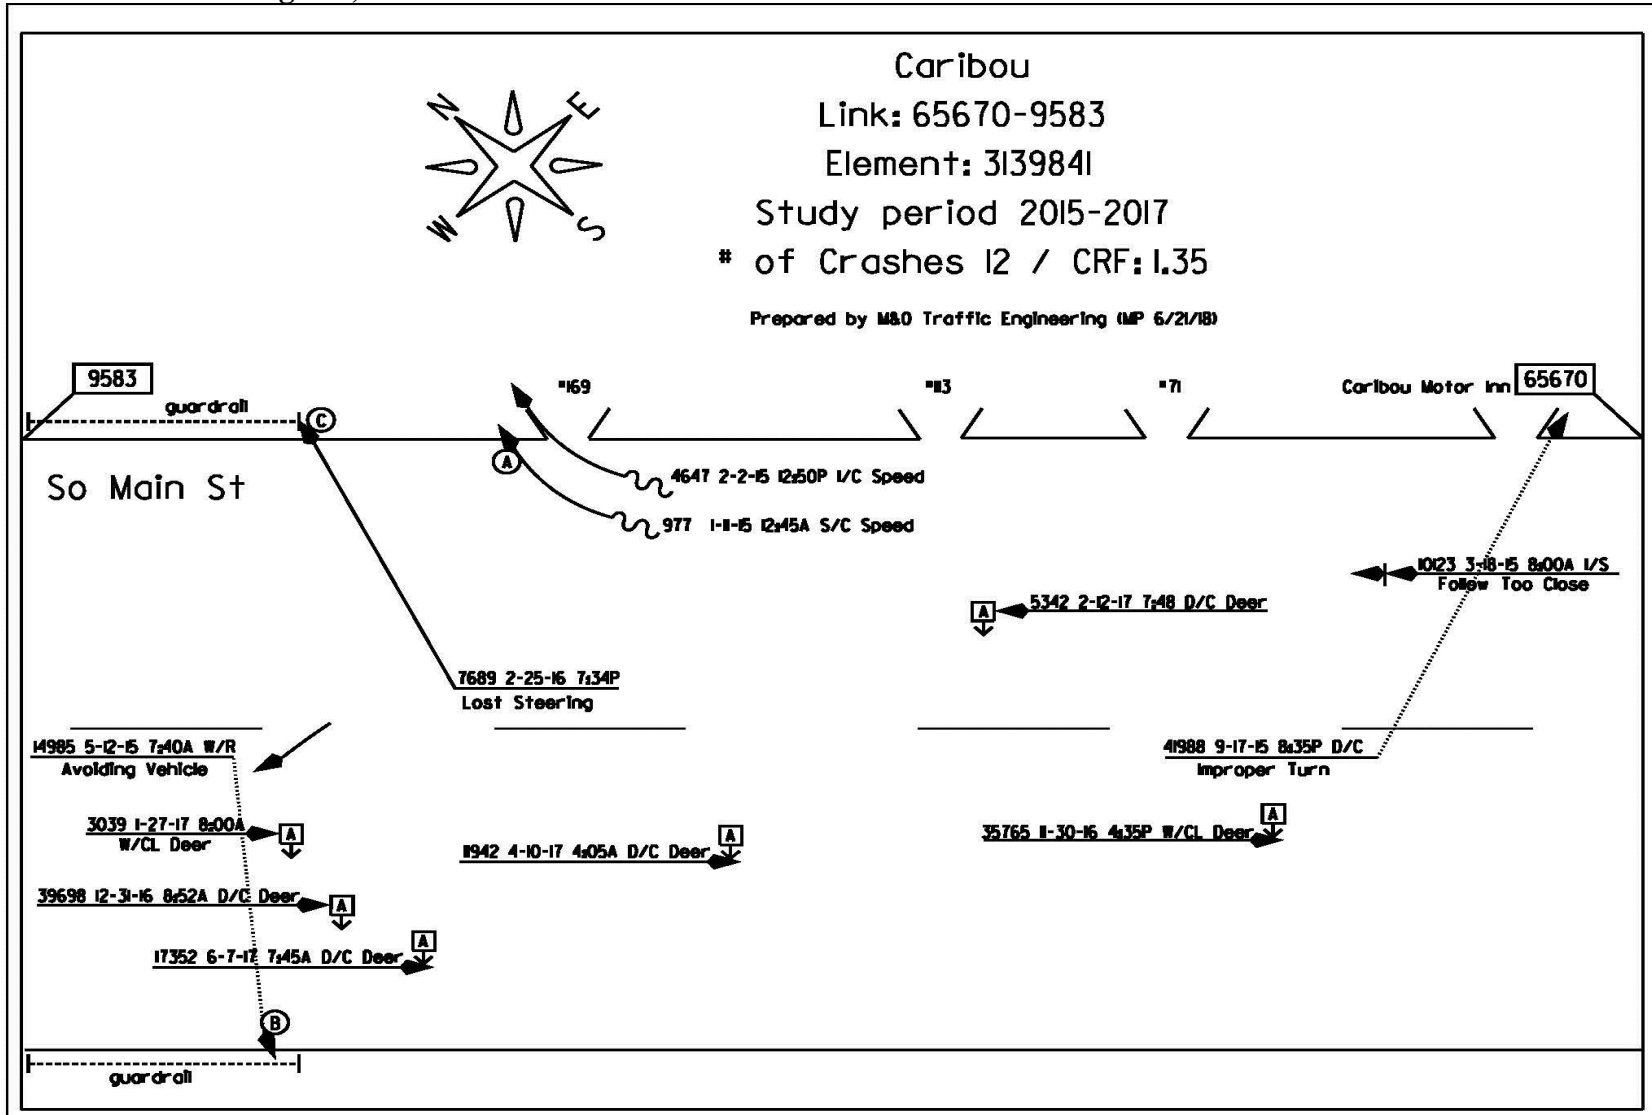 Caribou
Link: 65670-9583
Element: 3139841
Study period 2015-2017
# of Crashes 12 / CRF: 1.35
Prepared by M&O Traffic Engineering (MP 6/21/18)
N
E
W
S
9583
guardrail
C
"169
"113
"71
Caribou Motor Inn
65670
A
So Main St
4647 2-2-15 12:50P I/C Speed
977 1-11-15 12:45A S/C Speed
10123 3-18-15 8:00A I/S
Follow Too Close
A
5342 2-12-17 7:48 D/C Deer
7689 2-25-16 7:34P
Lost Steering
14985 5-12-15 7:40A W/R
Avoiding Vehicle
41988 9-17-15 8:35P D/C
Improper Turn
3039 1-27-17 8:00A
W/CL Deer
A
11942 4-10-17 4:05A D/C Deer
A
35765 11-30-16 4:35P W/CL Deer
A
39698 12-31-16 8:52A D/C Deer
A
17352 6-7-17 7:45A D/C Deer
A
B
guardrail